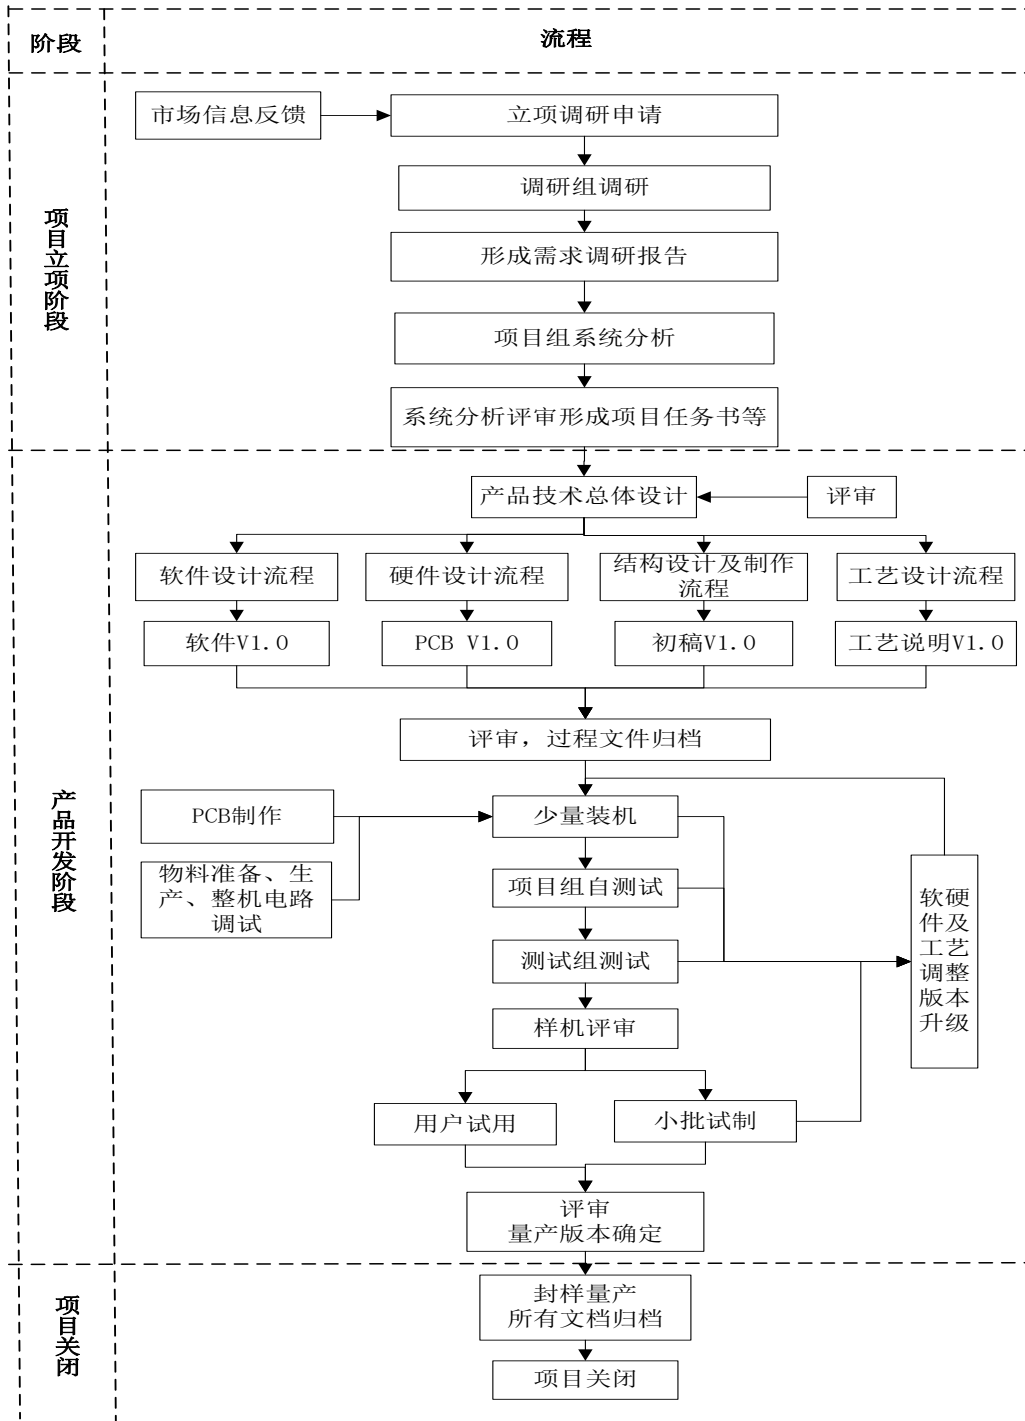 阶段
流程
项目立项阶段
市场信息反馈
立项调研申请
调研组调研
形成需求调研报告
项目组系统分析
系统分析评审形成项目任务书等
产品开发阶段
产品技术总体设计
评审
软件设计流程
硬件设计流程
结构设计及制作
流程
工艺设计流程
软件V1.0
PCB V1.0
初稿V1.0
工艺说明V1.0
评审，过程文件归档
PCB制作
少量装机
物料准备、生
产、整机电路
调试
项目组自测试
软硬
件及
工艺
调整
版本
升级
测试组测试
样机评审
用户试用
小批试制
评审
量产版本确定
项目关闭
封样量产
所有文档归档
项目关闭